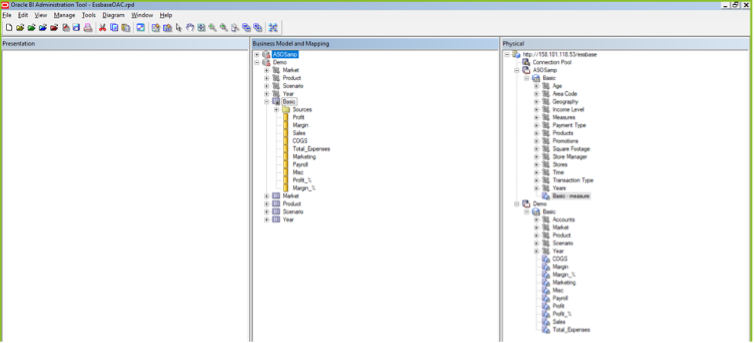 Oracle BI Administration Tool - EssbaseOAC.rpd
File Edit View Manage Tools Diagram Window Help
Presentation
Business Model and Mapping
ASOSamp
Demo
Market
Product
Scenario
Year
Basic
Sources
Profit
Margin
Sales
COGS
Total_Expenses
Marketing
Payroll
Misc
Profit_%
Margin_%
Market
Product
Scenario
Year
Physical
http://158.101.118.53/essbase
Connection Pool
ASOSamp
Basic
Age
Area Code
Geography
Income Level
Measures
Payment Type
Products
Promotions
Square Footage
Store Manager
Stores
Time
Transaction Type
Years
Basic - measure
Demo
Basic
Accounts
Market
Product
Scenario
Year
COGS
Margin
Margin_%
Marketing
Misc
Payroll
Profit
Profit_%
Sales
Total_Expenses